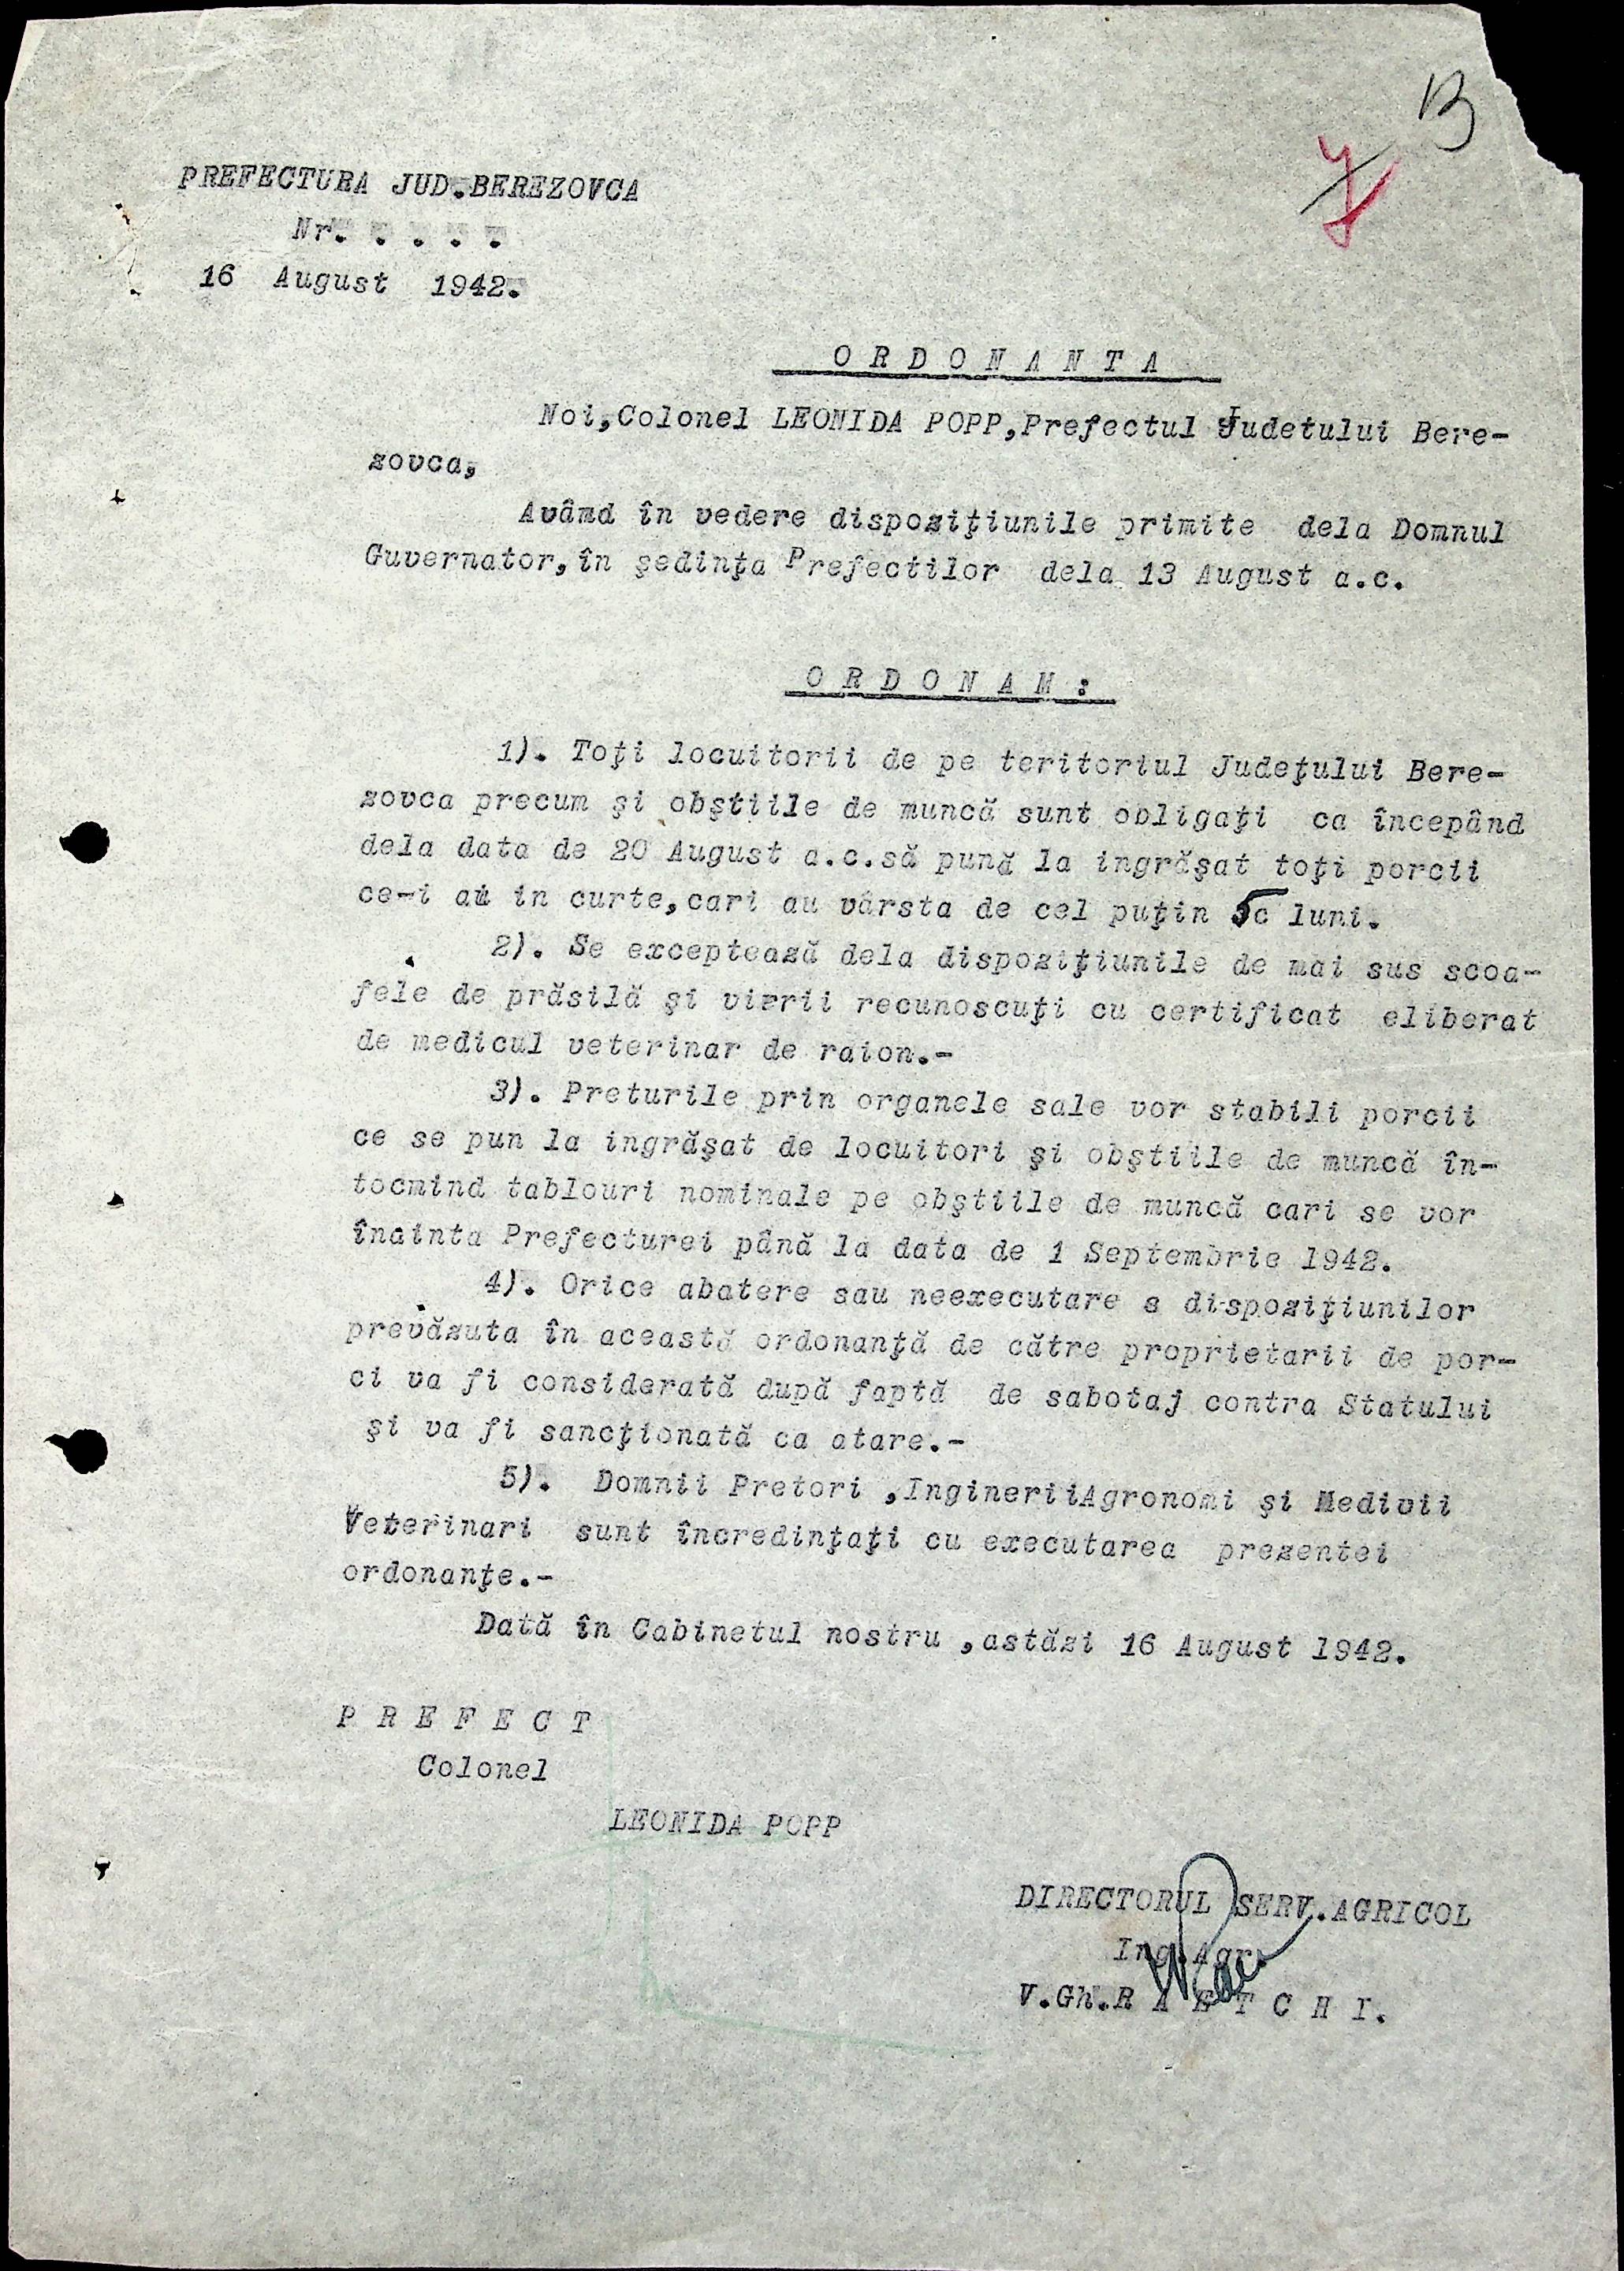 13
7
PREFECTURA JUD.BEREZOVCA
Nr. . . . .
16 August 1942.
O R D O N A N T A
Noi,Colonel LEONIDA POPP,Prefectul Judetului Bere-
zovca,
Avâmd în vedere dispoziţiunile primite dela Domnul
Guvernator,în şedinţa Prefectilor dela 13 August a.c.
O R D O N A M :
1). Toţi locuitorii de pe teritoriul Judeţului Bere-
zovca precum şi obştiile de muncă sunt obligaţi ca începând
dela data de 20 August a.c.să pună la ingrăşat toţi porcii
ce-i au in curte,cari au vârsta de cel puţin luni.
2). Se exceptează dela dispoziţiunile de mai sus scoa-
fele de prăsilă şi vierii recunoscuţi cu certificat eliberat
de medicul veterinar de raion.-
3). Preturile prin organele sale vor stabili porcii
ce se pun la ingrăşat de locuitori şi obştiile de muncă în-
tocmind tablouri nominale pe obştiile de muncă cari se vor
înainta Prefecturei până la data de 1 Septembrie 1942.
4). Orice abatere sau neexecutare a dispoziţiunilor
prevăzuta în această ordonanţă de către proprietarii de por-
ci va fi considerată după faptă de sabotaj contra Statului
şi va fi sancţionată ca atare.-
5). Domnii Pretori ,IngineriiAgronomi şi Medivii
Veterinari sunt încredinţaţi cu executarea prezentei
ordonanţe.-
Dată în Cabinetul nostru ,astăzi 16 August 1942.
P R E F E C T
Colonel
LEONIDA POPP
DIRECTORUL SERV.AGRICOL
Ing.Agr.
V.Gh.R A E T C H I.